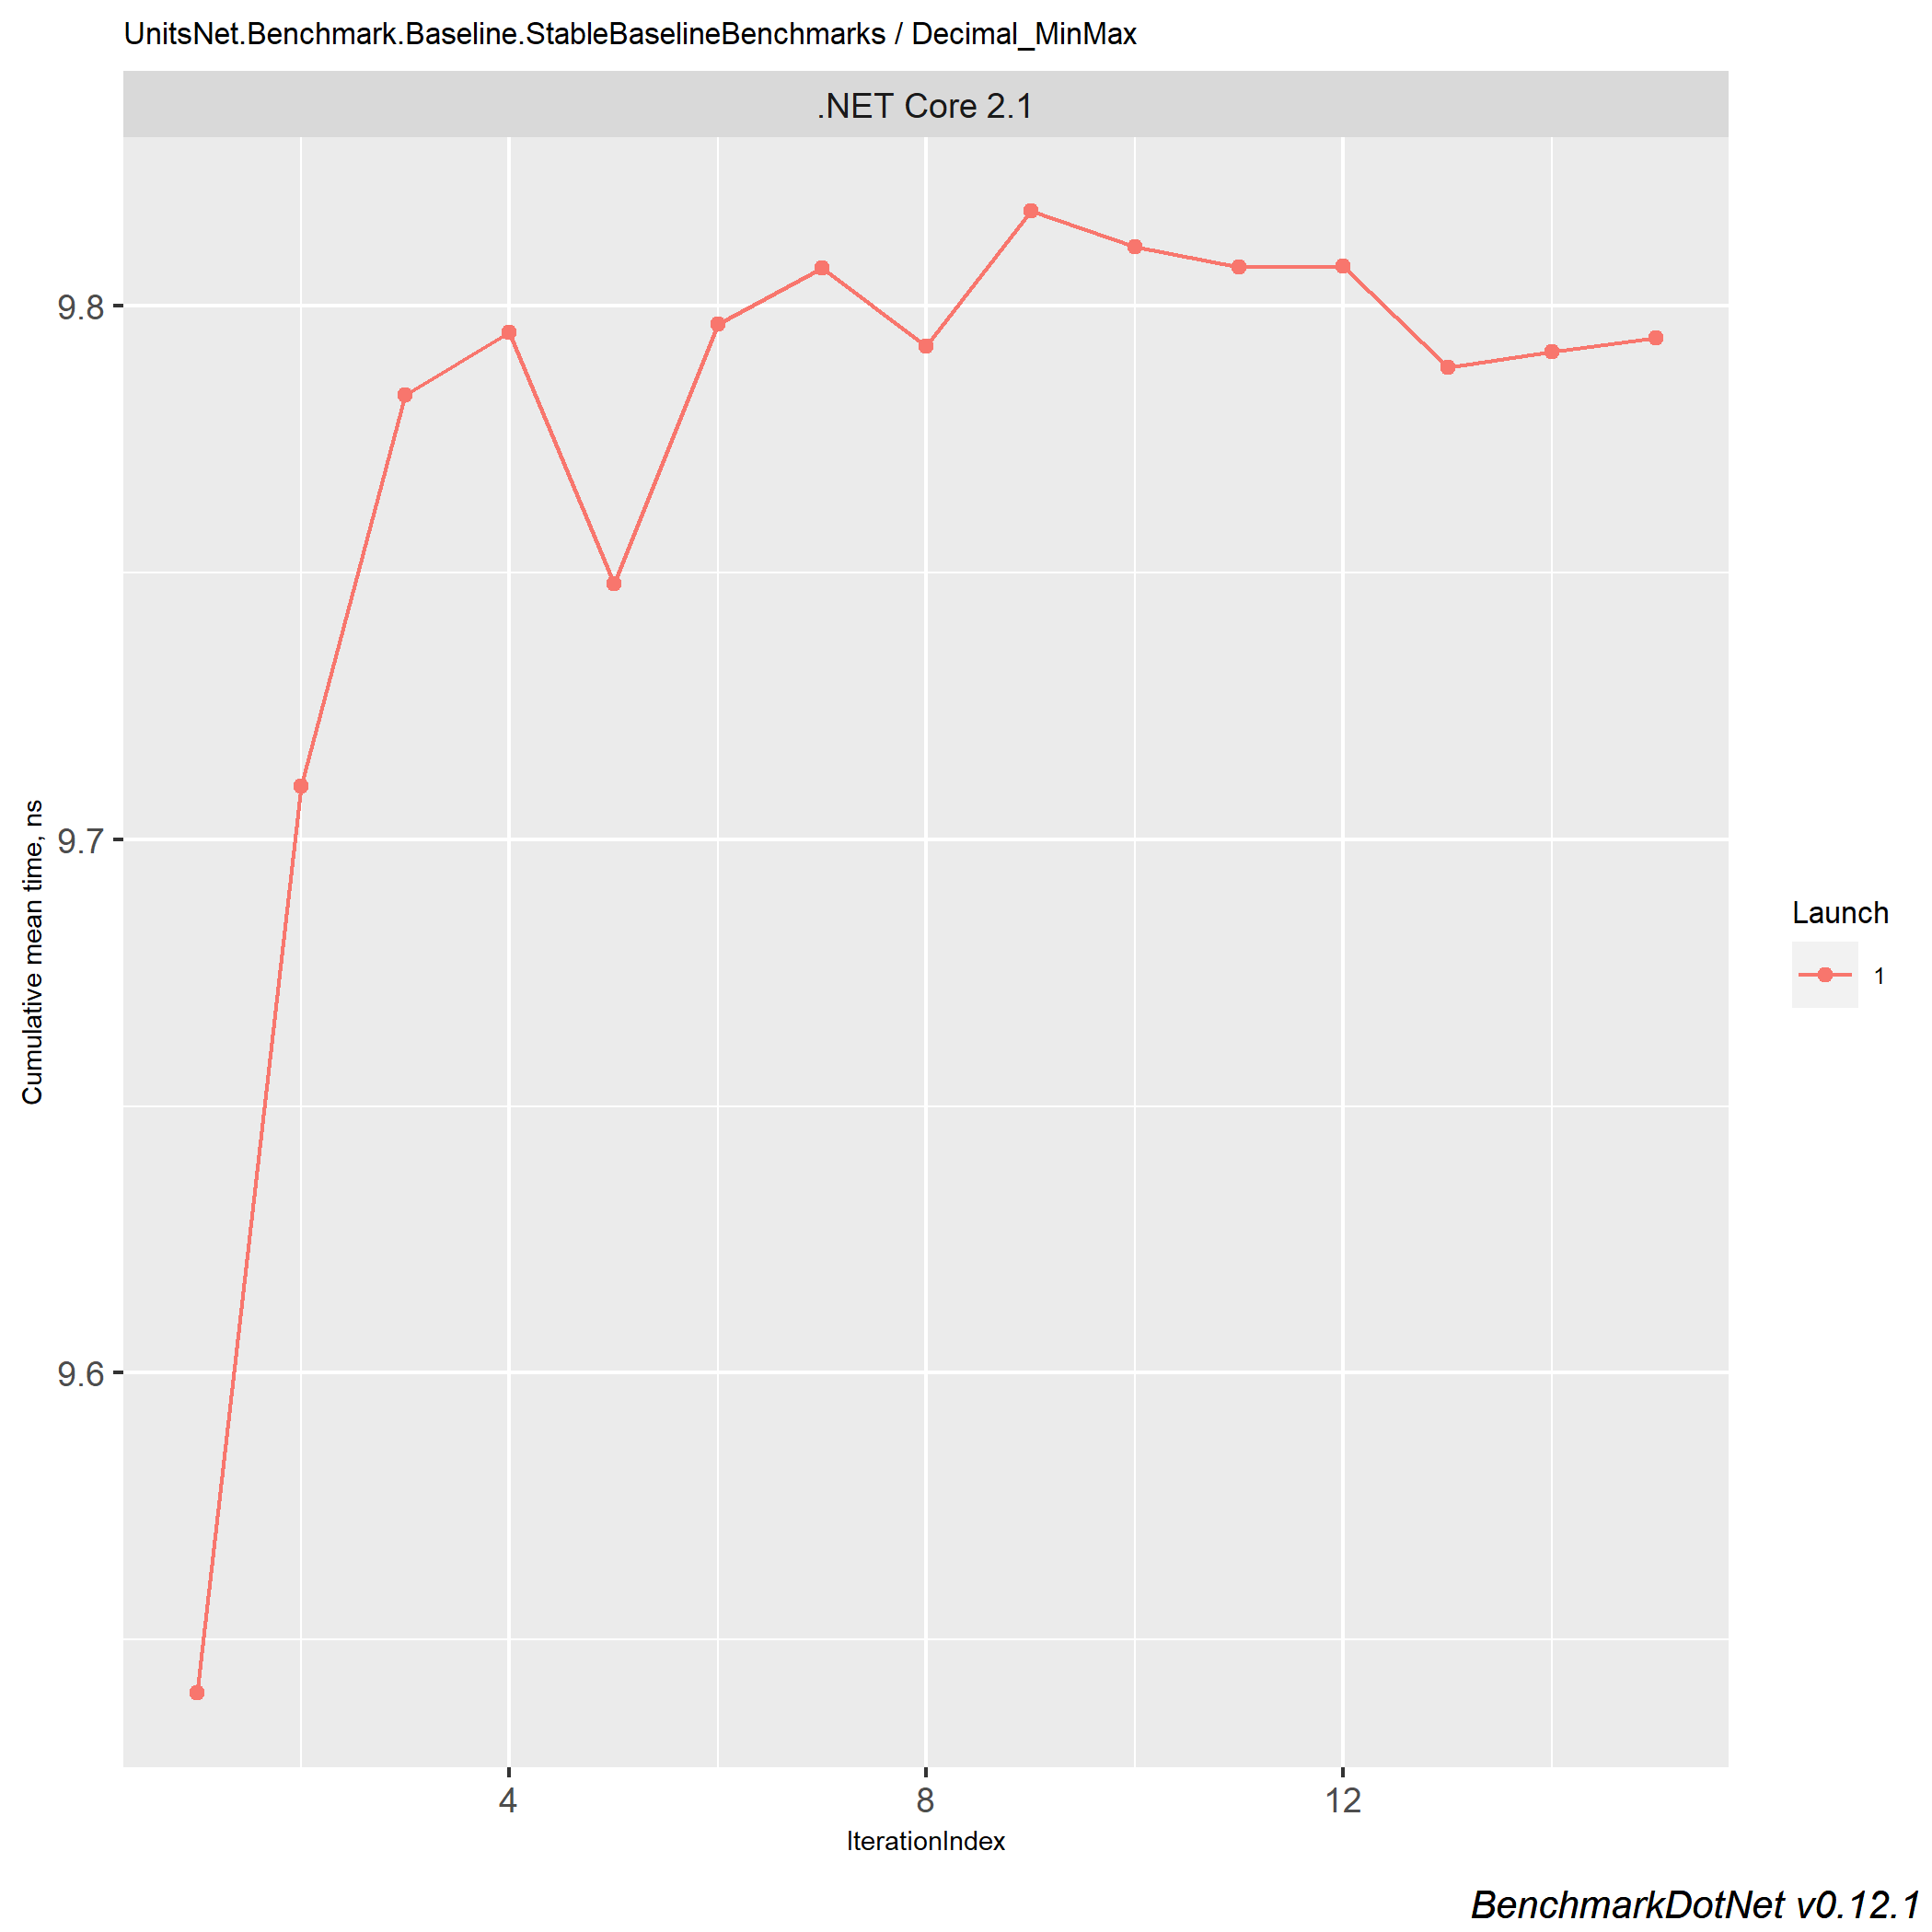 UnitsNet.Benchmark.Baseline.StableBaselineBenchmarks / Decimal_MinMax
.NET Core 2.1
Cumulative mean time, ns
9.8
9.7
9.6
4
8
12
IterationIndex
Launch
1
BenchmarkDotNet v0.12.1